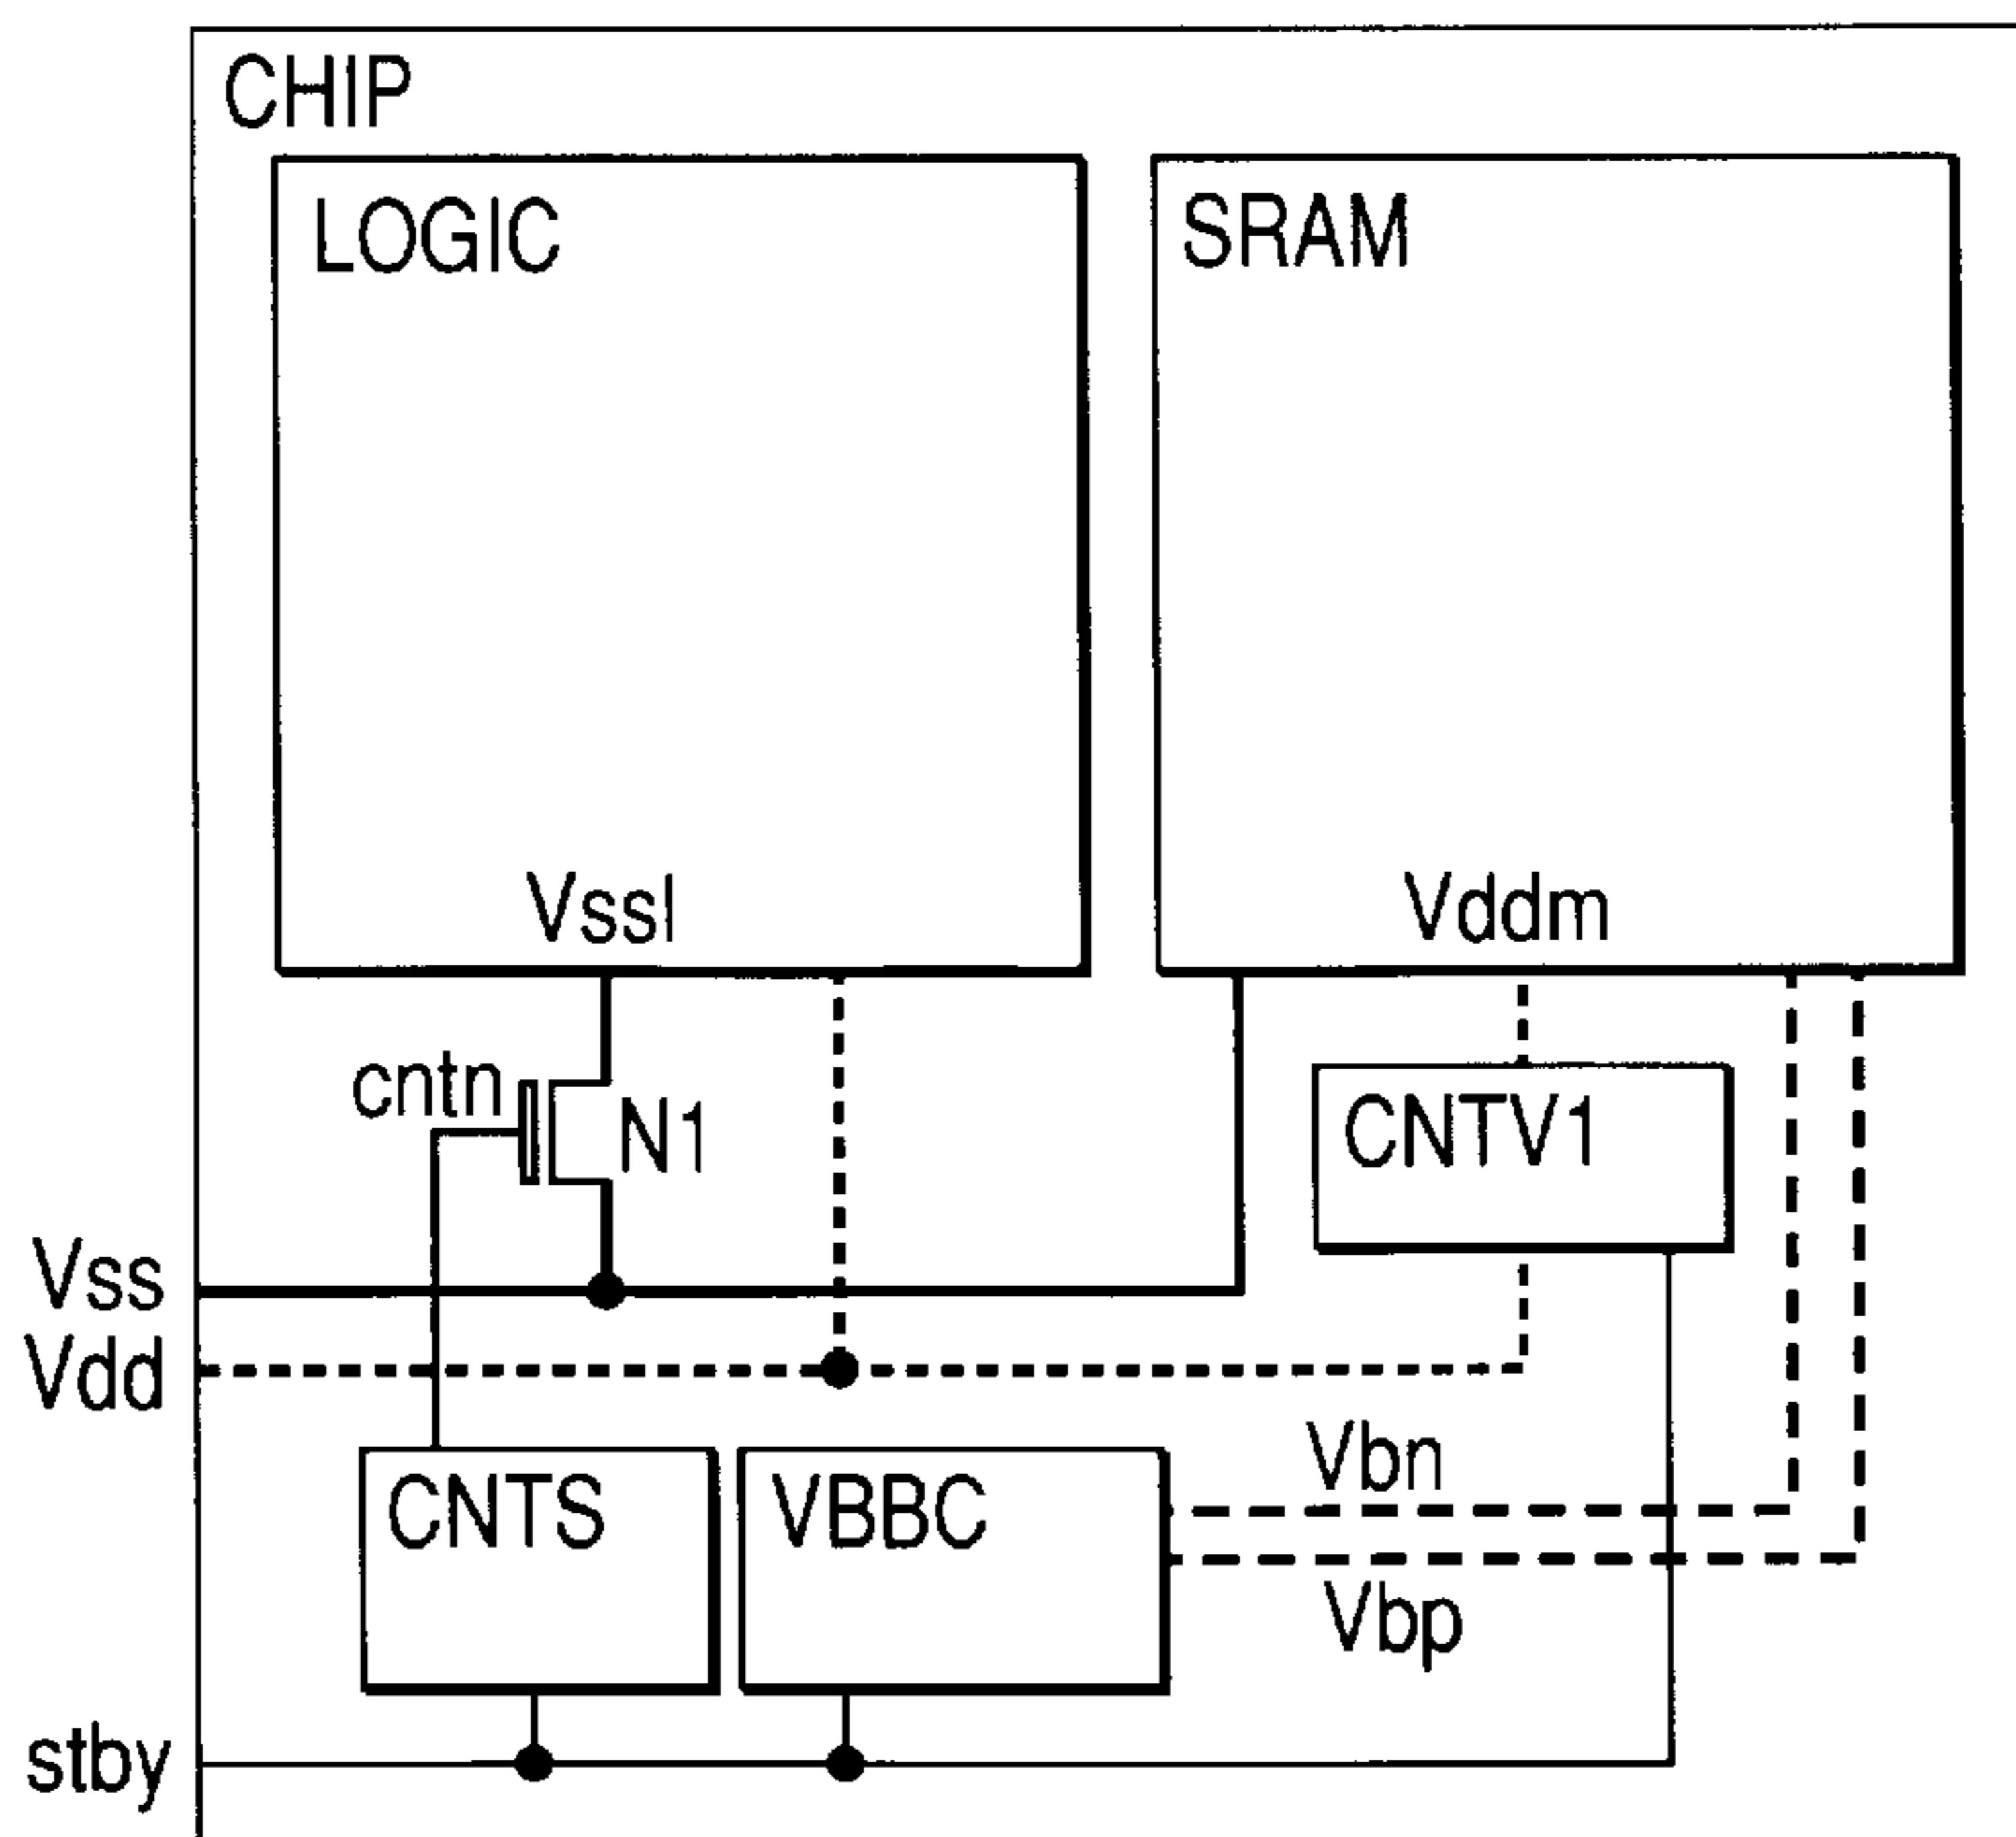 CHIP
LOGIC
SRAM
Vssl
Vddm
cntn
N1
CNTV1
Vss
Vdd
Vbn
CNTS
VBBC
Vbp
stby